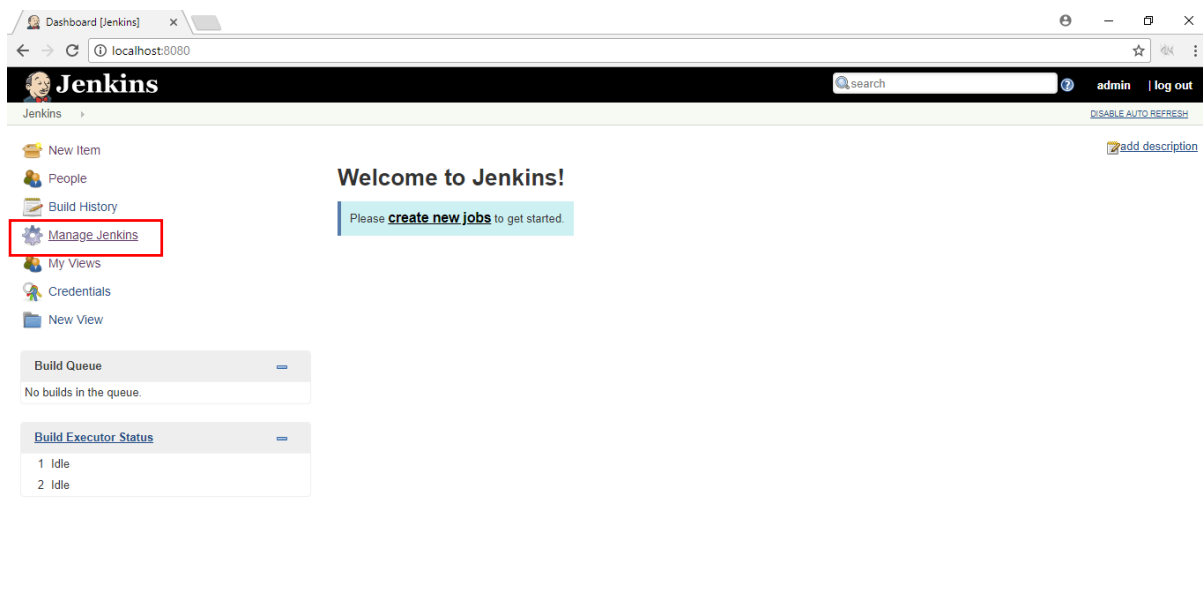 Dashboard [Jenkins]
localhost:8080
Jenkins
search
admin | log out
Jenkins
DISABLE AUTO REFRESH
New Item
People
Build History
Manage Jenkins
My Views
Credentials
New View
add description
Welcome to Jenkins!
Please create new jobs to get started.
Build Queue
No builds in the queue.
Build Executor Status
1 Idle
2 Idle